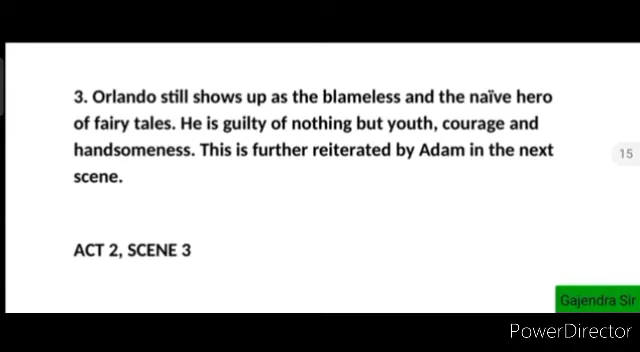 3. Orlando still shows up as the blameless and the naïve hero
of fairy tales. He is guilty of nothing but youth, courage and
handsomeness. This is further reiterated by Adam in the next
scene.
15
ACT 2, SCENE 3
Gajendra Sir
PowerDirector